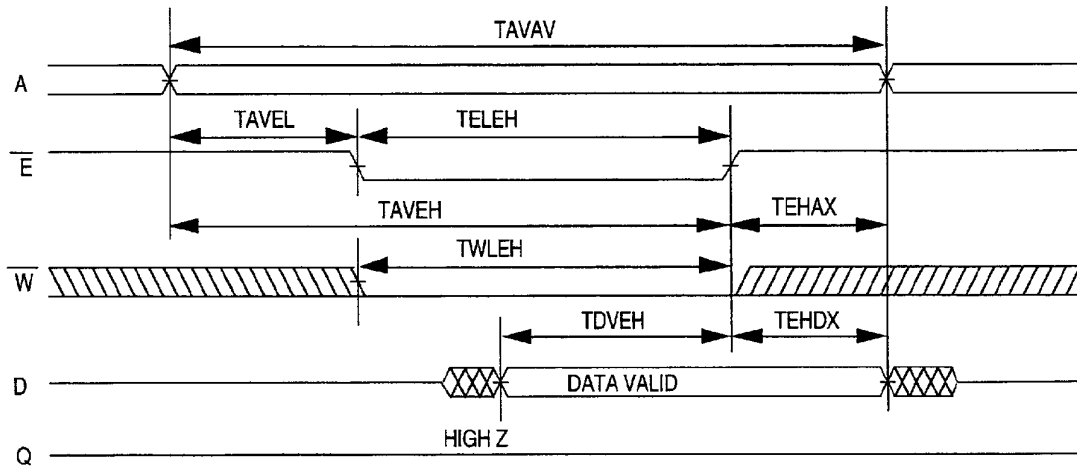 TAVAV
A
TAVEL TELEH
E
TAVEH TEHAX
TWLEH
W
TDVEH TEHDX
D DATA VALID
HIGH Z
Q